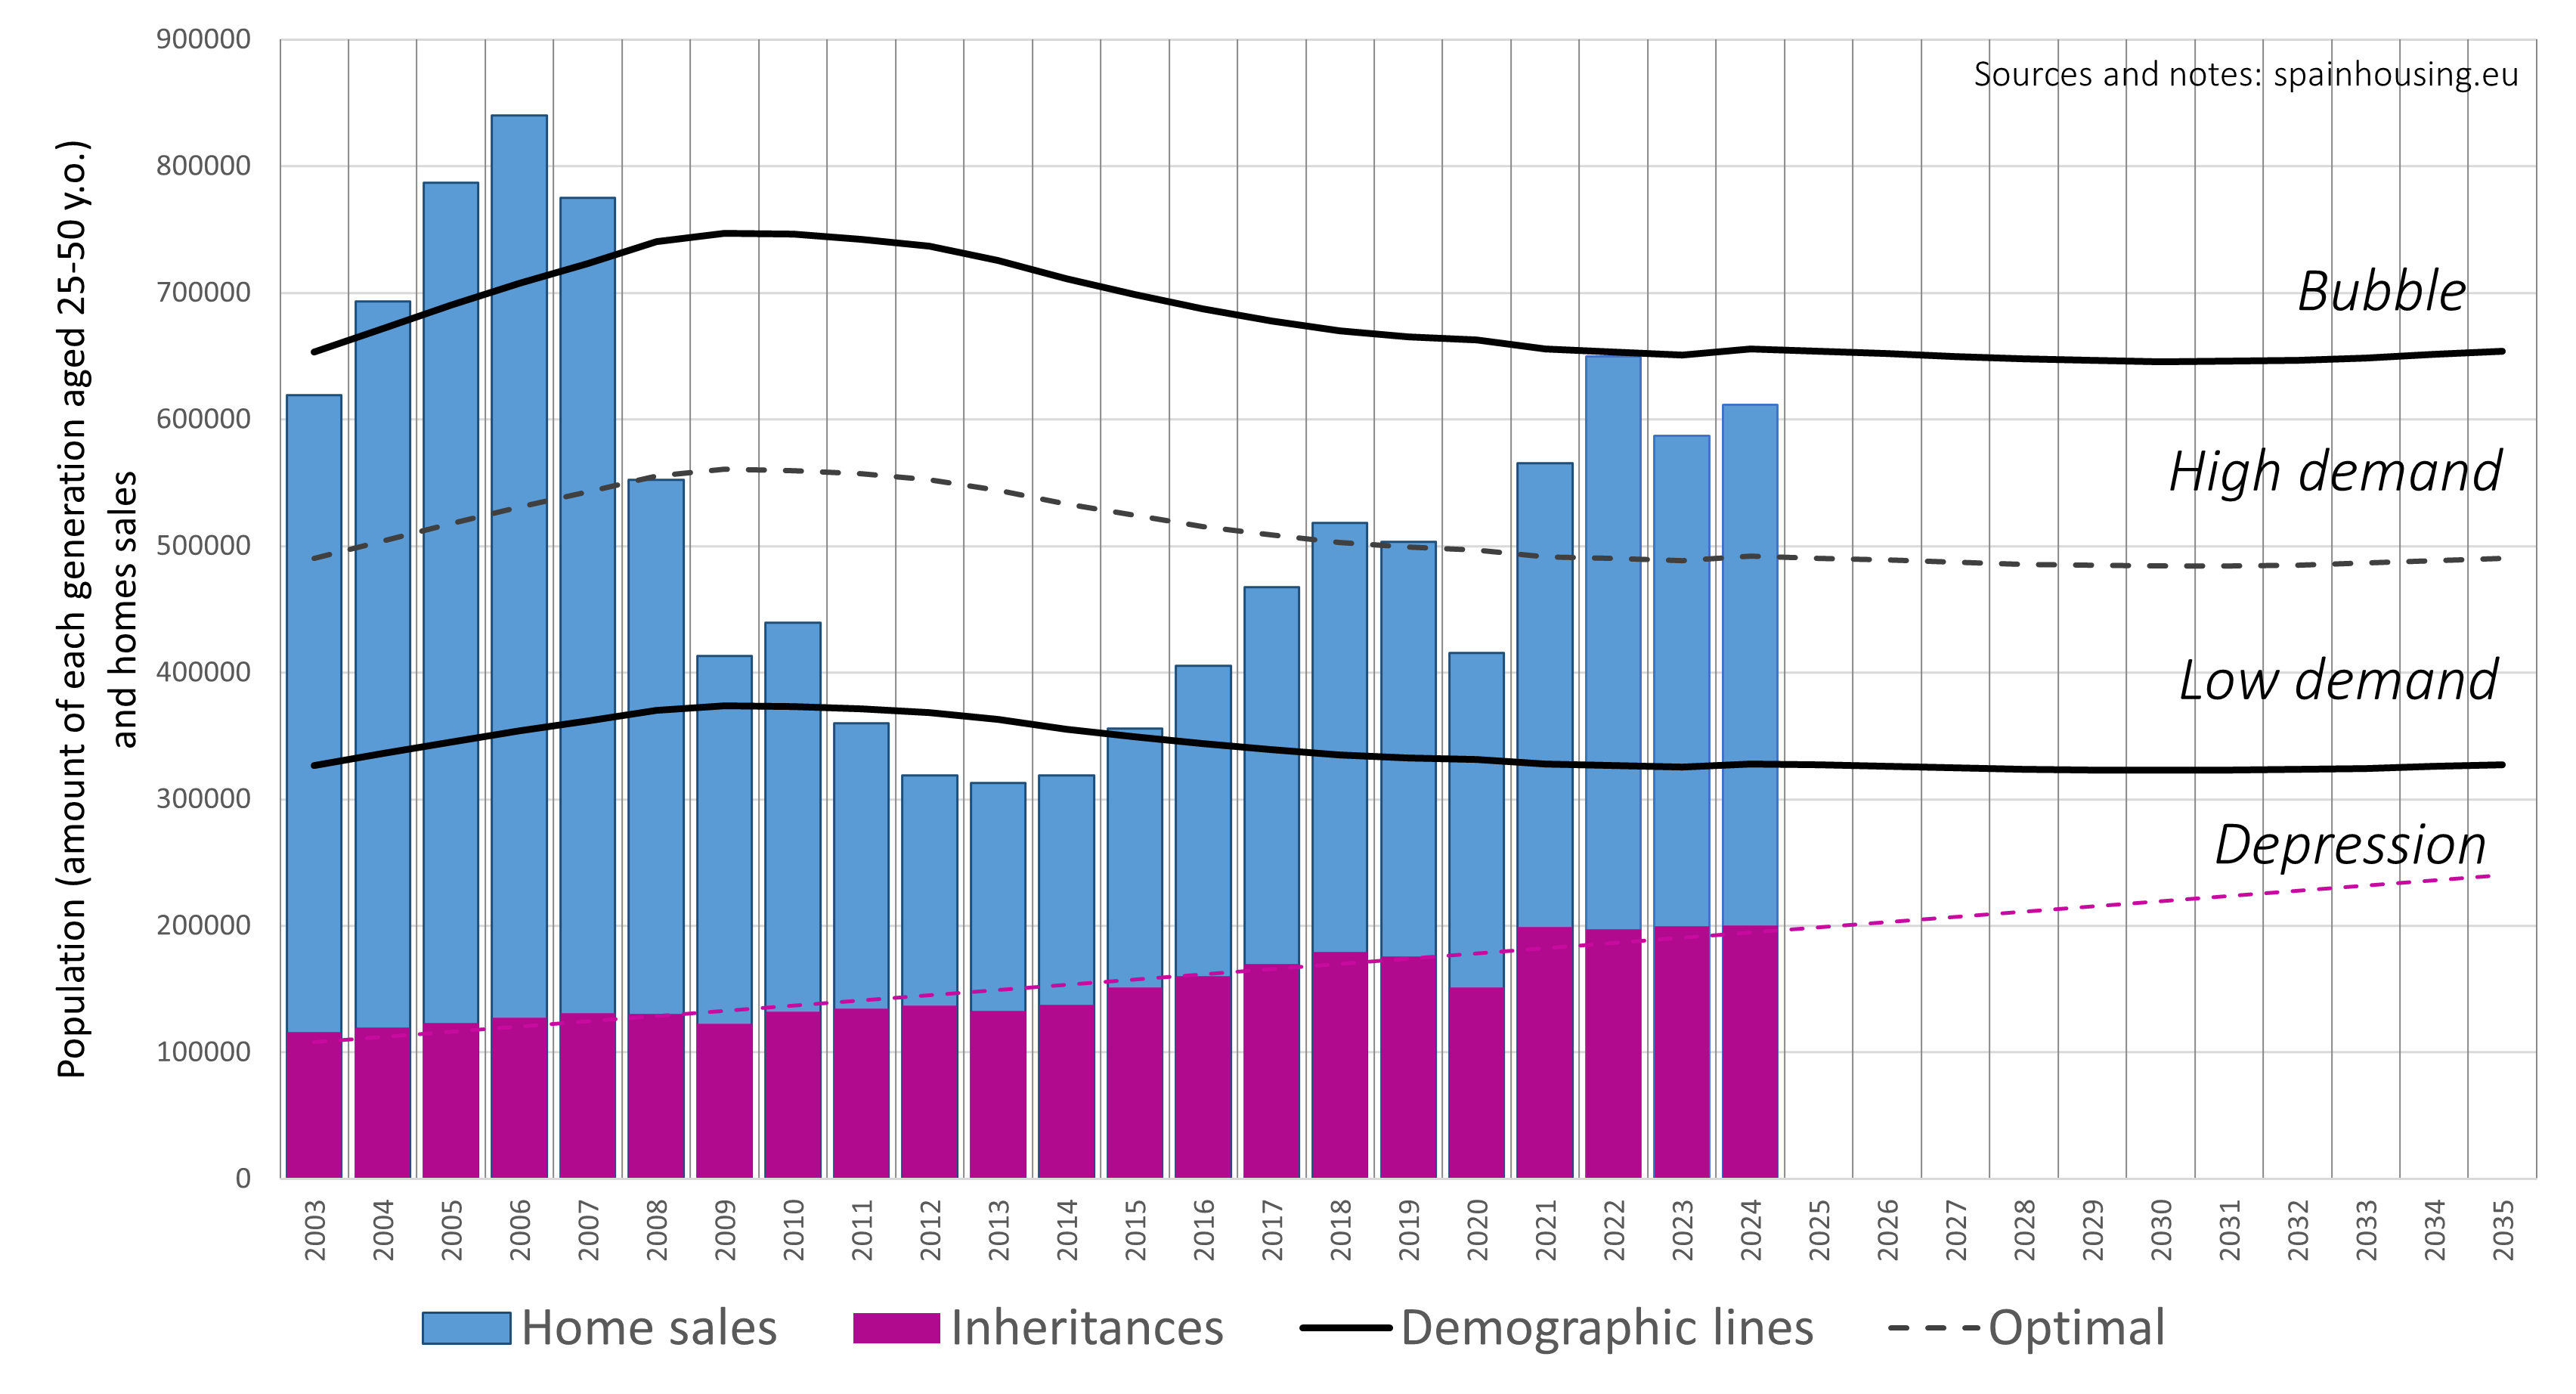 Population (amount of each generation aged 25-50 y.o.)
and homes sales
900000
800000
700000
600000
500000
400000
300000
200000
100000
0
Sources and notes: spainhousing.eu
Bubble
High demand
Low demand
Depression
2003 2004 2005 2006 2007 2008 2009 2010 2011 2012 2013 2014 2015 2016 2017 2018 2019 2020 2021 2022 2023 2024 2025 2026 2027 2028 2029 2030 2031 2032 2033 2034 2035
Home sales Inheritances Demographic lines Optimal